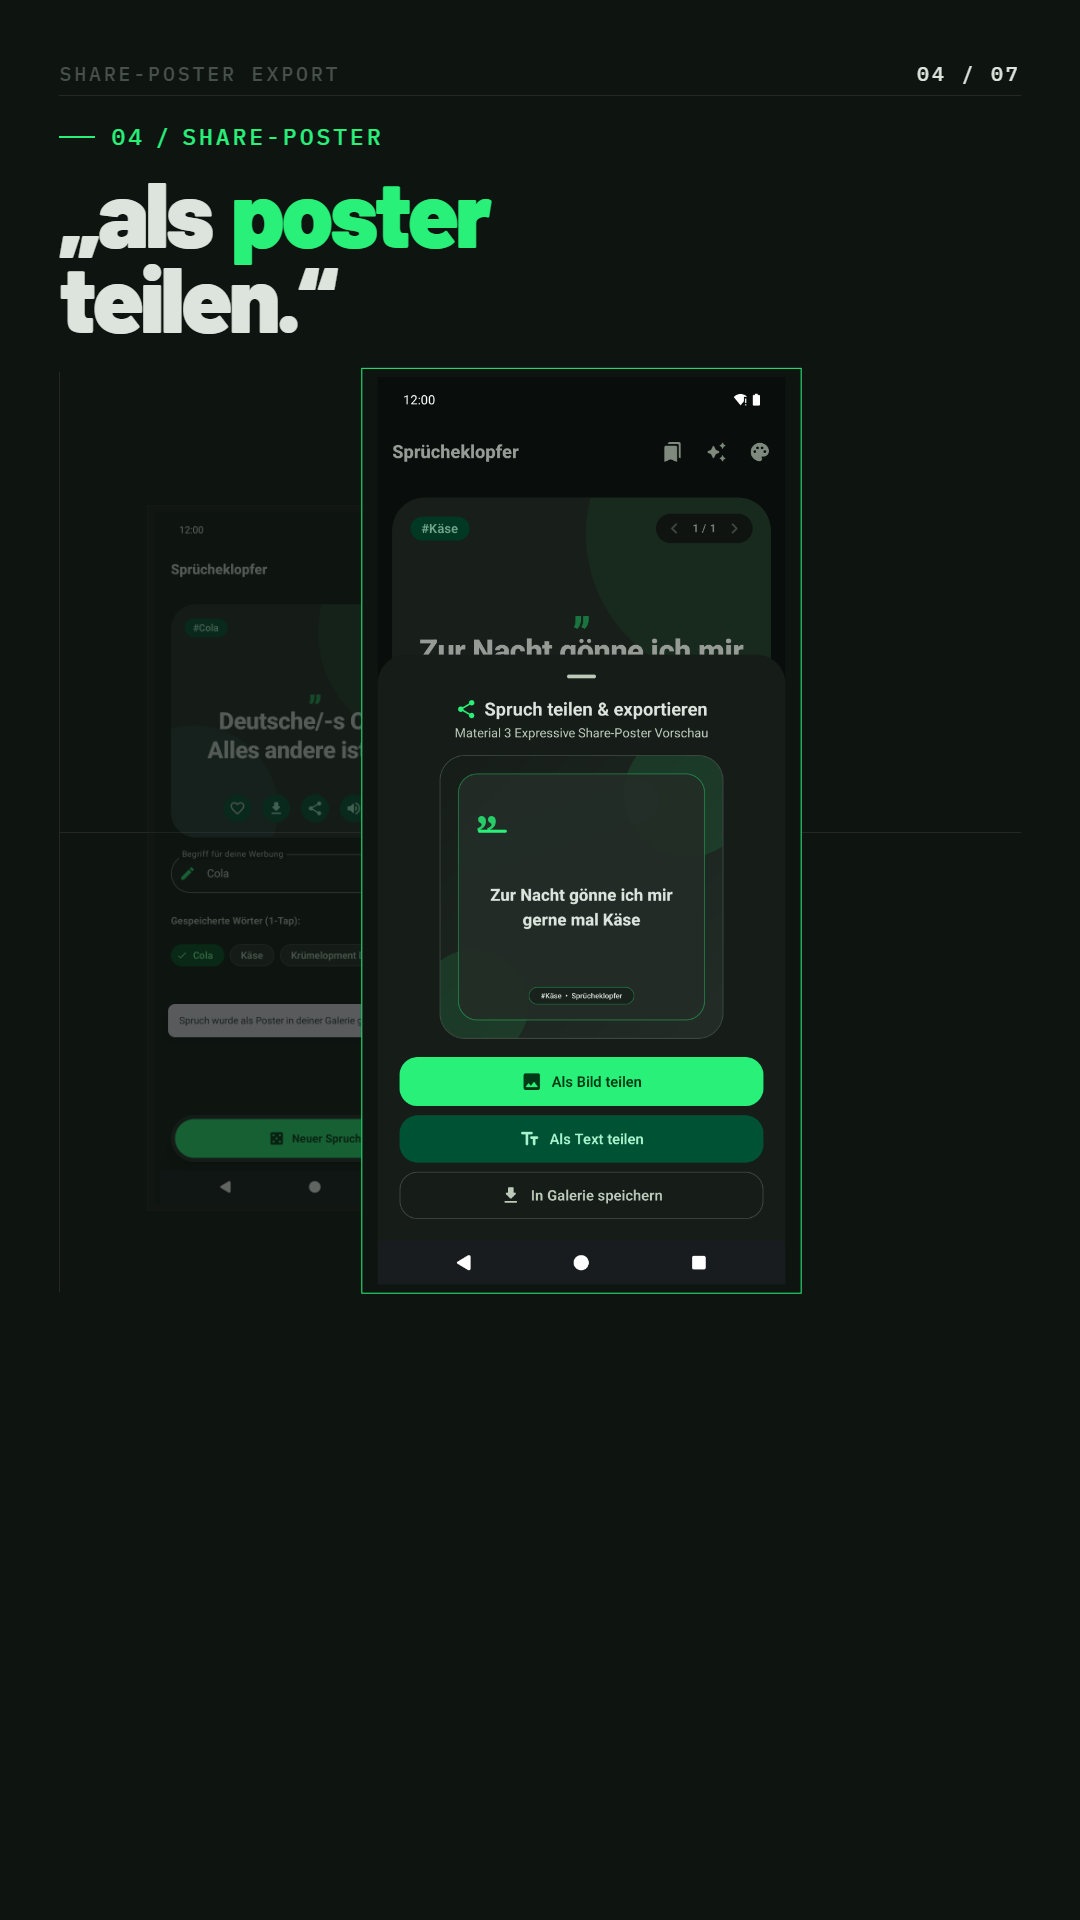 SHARE-POSTER EXPORT
04 / 07
04 / SHARE-POSTER
„als poster
teilen.“
12:00
Sprücheklopfer
#Cola
”
Deutsche/-s
Alles andere
Begriff für deine Werbung
Cola
Gespeicherte Wörter (1-Tap):
Cola
Käse
Spruch wurde als Poster in deiner Galerie
Neuer Spruch
12:00
Sprücheklopfer
#Käse
1 / 1
”
Zur Nacht gönne ich mir
Spruch teilen & exportieren
Material 3 Expressive Share-Poster Vorschau
”
Zur Nacht gönne ich mir
gerne mal Käse
#Käse • Sprücheklopfer
Als Bild teilen
Als Text teilen
In Galerie speichern